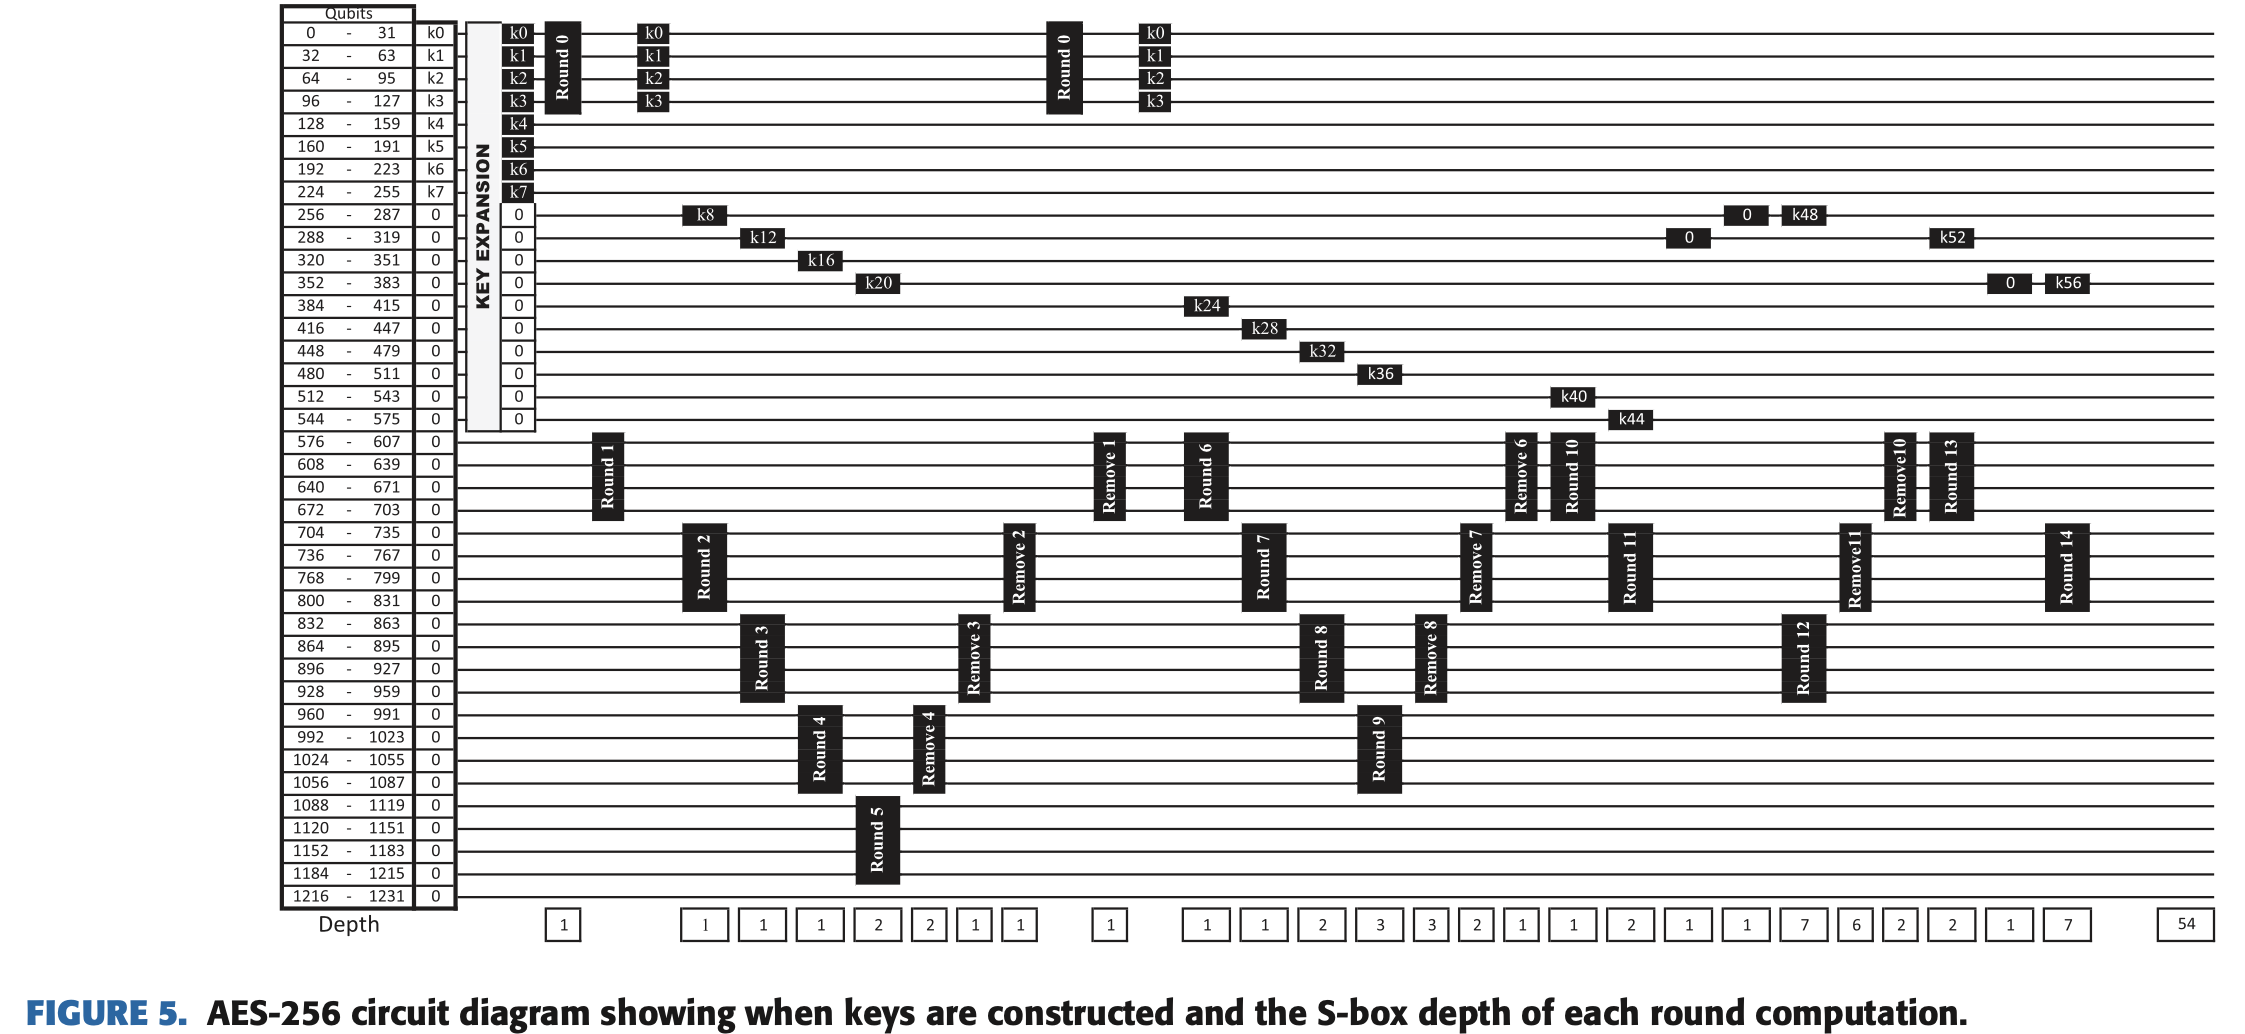 Qubits
0 - 31 k0 k0 k0 k0
32 - 63 k1 k1 k1 k1
64 - 95 k2 k2 k2 k2
96 - 127 k3 k3 k3 k3
Round 0
Round 0
128 - 159 k4 k4
160 - 191 k5 k5
192 - 223 k6 k6
224 - 255 k7 k7
KEY EXPANSION
256 - 287 0 0 k8 0 k48
288 - 319 0 0 k12 0 k52
320 - 351 0 0 k16
352 - 383 0 0 k20 0 k56
384 - 415 0 0 k24
416 - 447 0 0 k28
448 - 479 0 0 k32
480 - 511 0 0 k36
512 - 543 0 0 k40
544 - 575 0 0 k44
576 - 607 0
608 - 639 0
640 - 671 0
672 - 703 0
Round 1
Remove 1
Round 6
Remove 6
Round 10
Remove10
Round 13
704 - 735 0
736 - 767 0
768 - 799 0
800 - 831 0
Round 2
Remove 2
Round 7
Remove 7
Round 11
Remove11
Round 14
832 - 863 0
864 - 895 0
896 - 927 0
928 - 959 0
Round 3
Remove 3
Round 8
Remove 8
Round 12
960 - 991 0
992 - 1023 0
1024 - 1055 0
1056 - 1087 0
Round 4
Remove 4
Round 9
1088 - 1119 0
1120 - 1151 0
1152 - 1183 0
1184 - 1215 0
Round 5
1216 - 1231 0
Depth 1 1 1 1 2 2 1 1 1 1 1 2 3 3 2 1 1 2 1 1 7 6 2 2 1 7 54
FIGURE 5. AES-256 circuit diagram showing when keys are constructed and the S-box depth of each round computation.